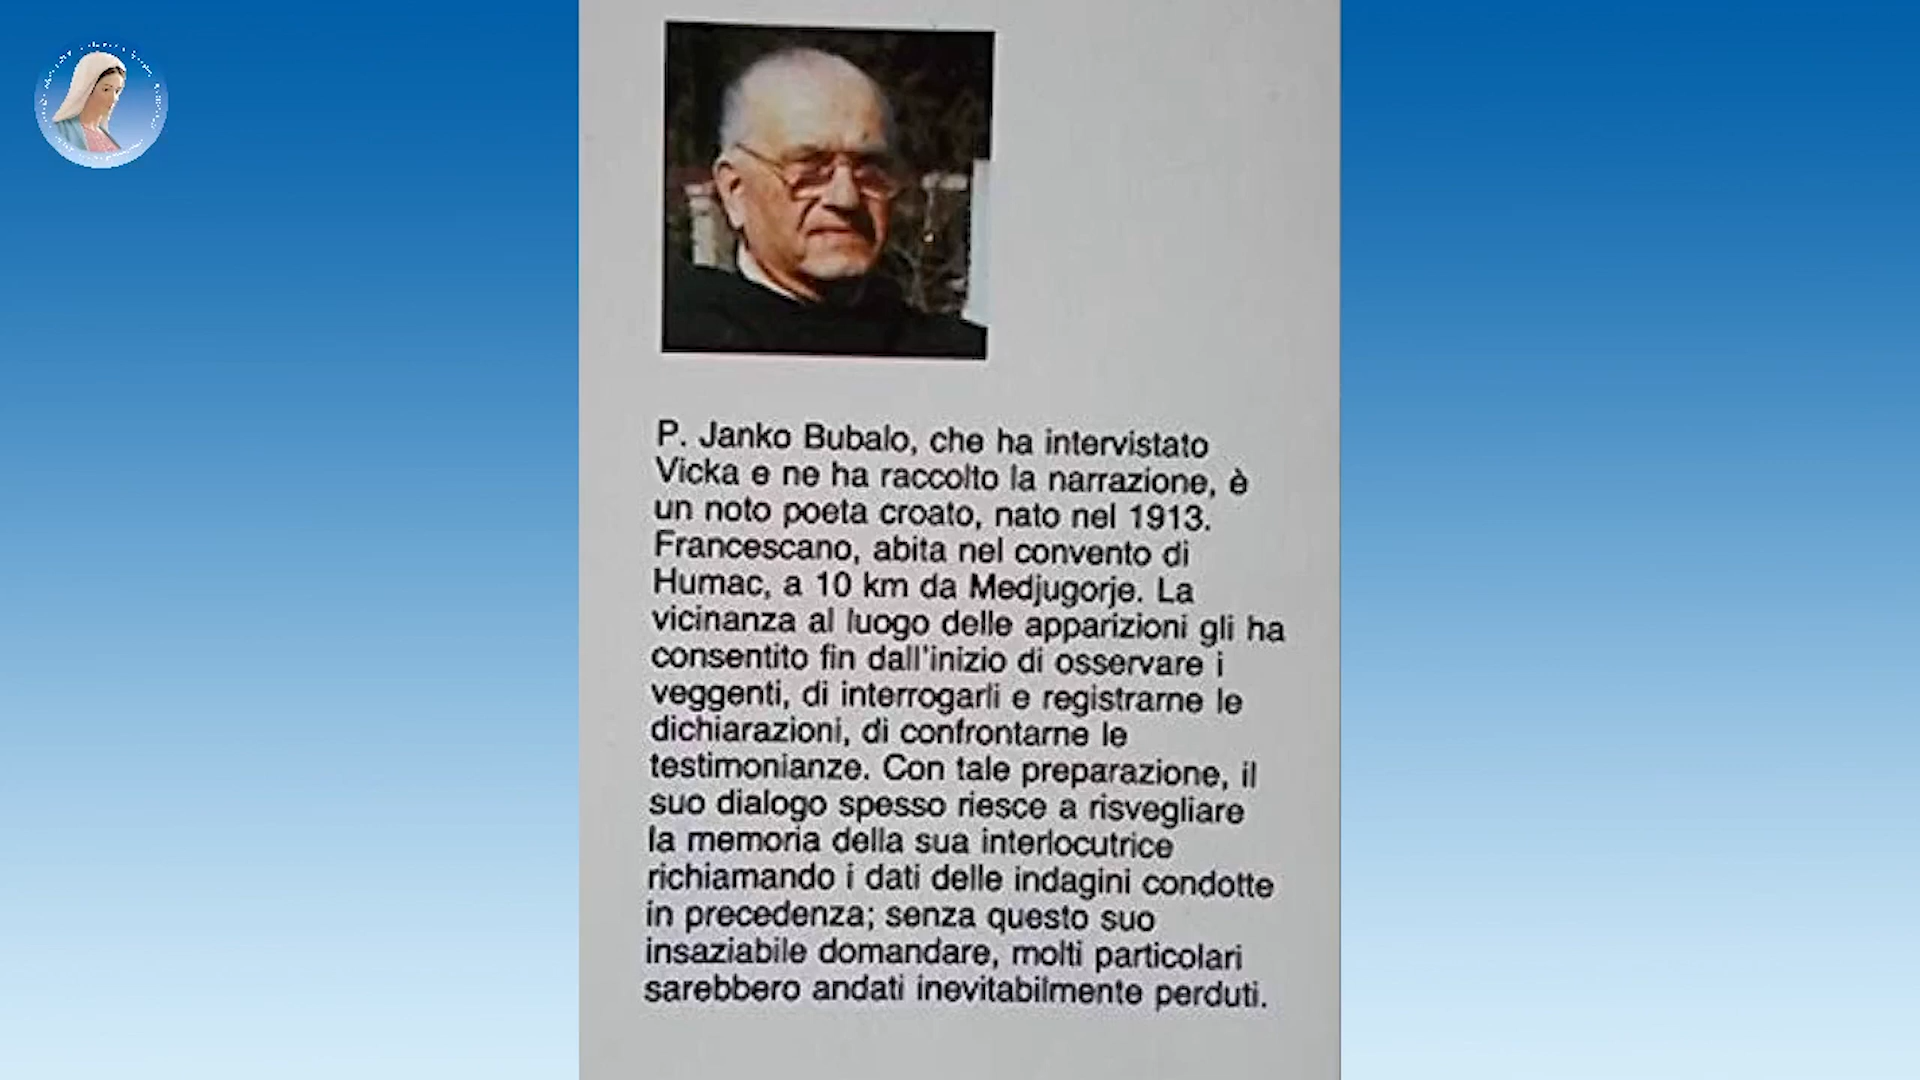 P. Janko Bubalo, che ha intervistato
Vicka e ne ha raccolto la narrazione, è
un noto poeta croato, nato nel 1913.
Francescano, abita nel convento di
Humac, a 10 km da Medjugorje. La
vicinanza al luogo delle apparizioni gli ha
consentito fin dall'inizio di osservare i
veggenti, di interrogarli e registrarne le
dichiarazioni, di confrontarne le
testimonianze. Con tale preparazione, il
suo dialogo spesso riesce a risvegliare
la memoria della sua interlocutrice
richiamando i dati delle indagini condotte
in precedenza; senza questo suo
insaziabile domandare, molti particolari
sarebbero andati inevitabilmente perduti.